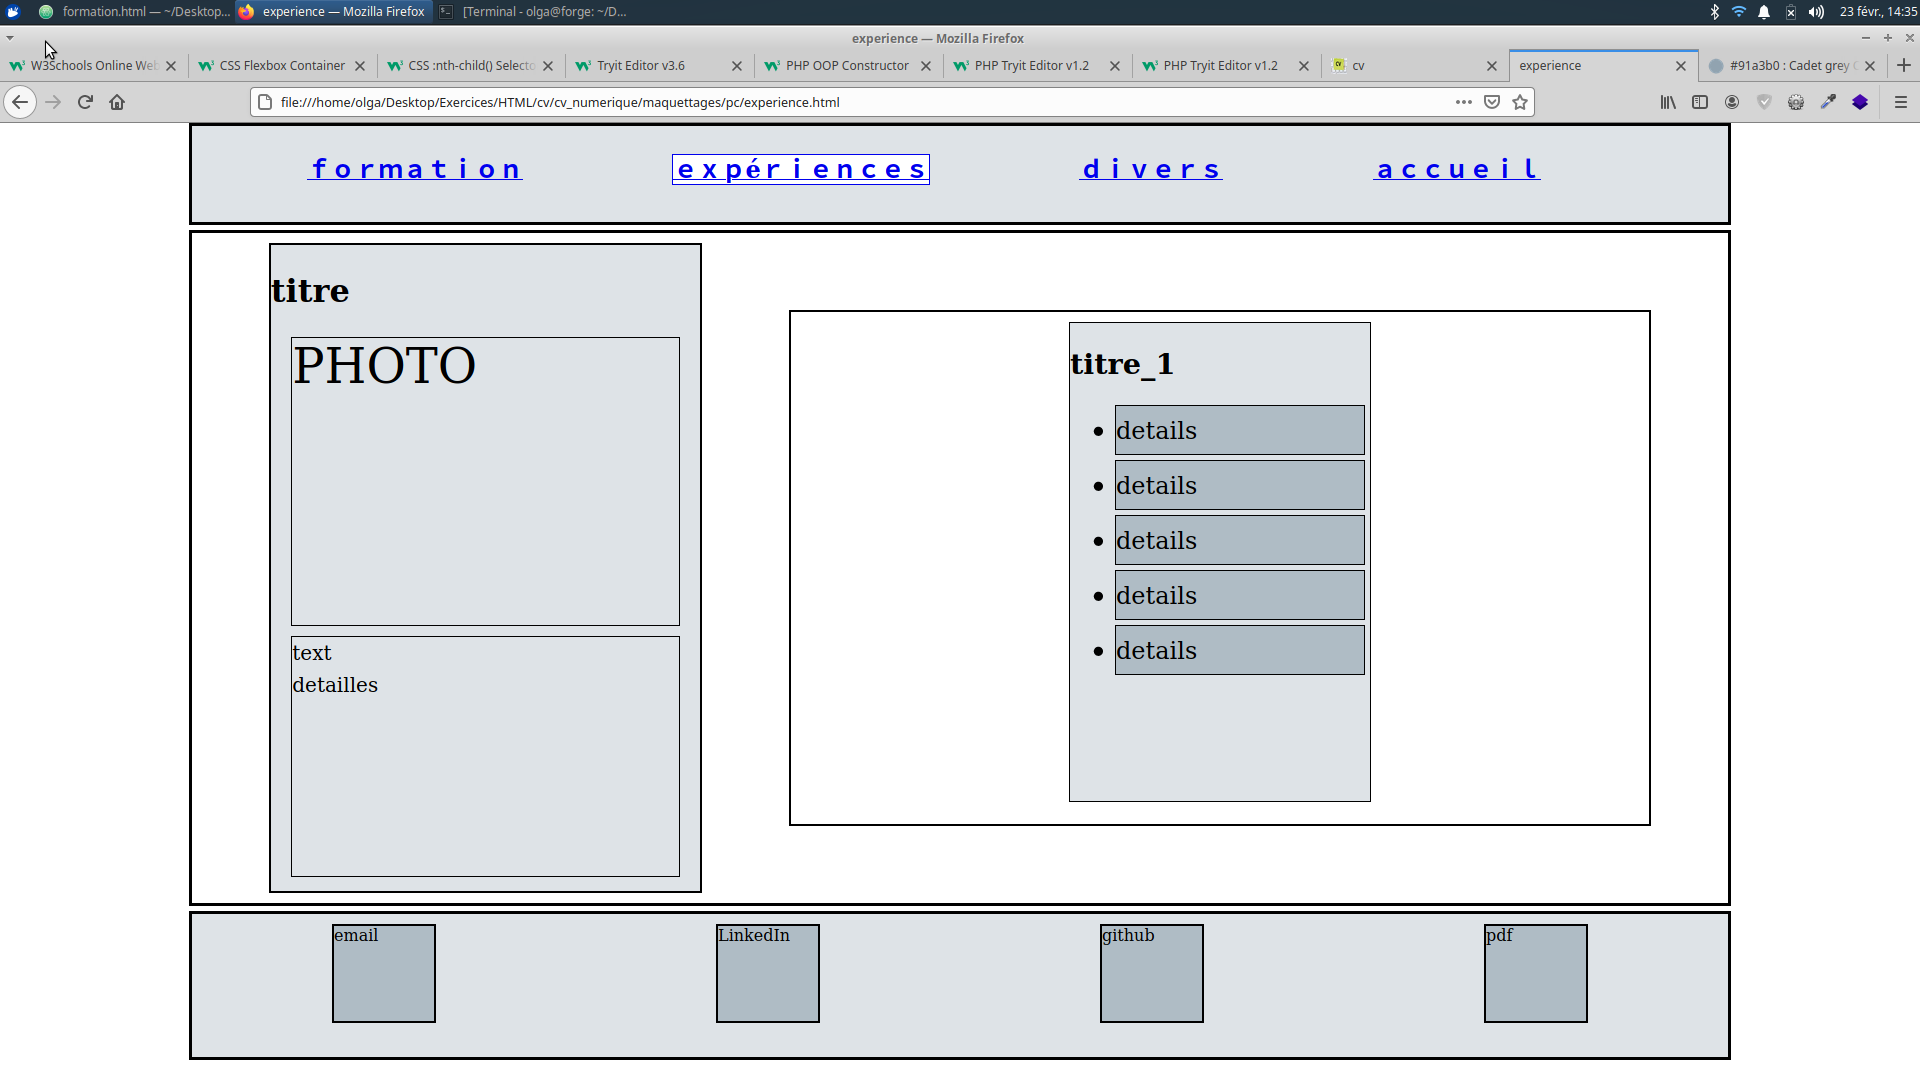 formation.html — ~/Desktop... experience — Mozilla Firefox [Terminal - olga@forge: ~/D... 23 févr., 14:35
experience — Mozilla Firefox
W3Schools Online Web CSS Flexbox Container CSS :nth-child() Selecto Tryit Editor v3.6 PHP OOP Constructor PHP Tryit Editor v1.2 PHP Tryit Editor v1.2 cv experience #91a3b0 : Cadet grey
file:///home/olga/Desktop/Exercices/HTML/cv/cv_numerique/maquettages/pc/experience.html
formation expériences divers accueil
titre
PHOTO
text
detailles
titre_1
details
details
details
details
details
email LinkedIn github pdf